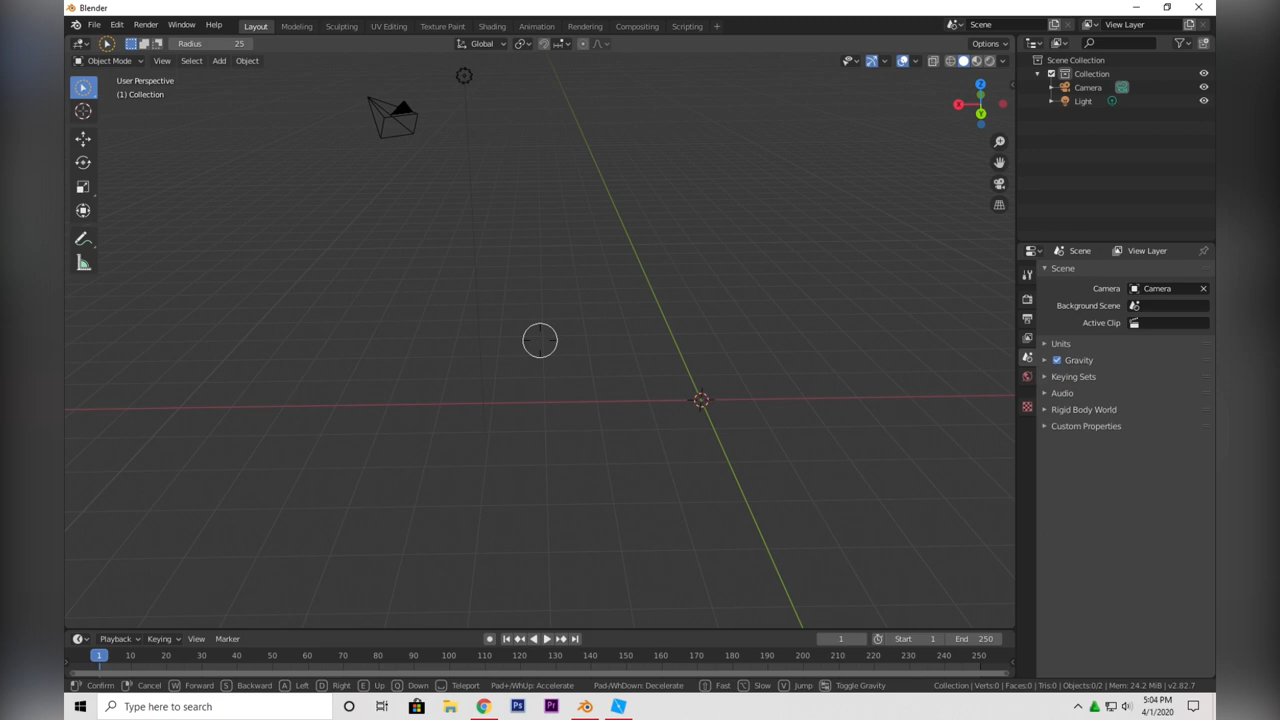 Blender
File Edit Render Window Help Layout Modeling Sculpting UV Editing Texture Paint Shading Animation Rendering Compositing Scripting + Scene View Layer
Radius 25 Global Options
Object Mode View Select Add Object
User Perspective
(1) Collection
Z
X
Y
Scene Collection
Collection
Camera
Light
Scene View Layer
Scene
Camera Camera
Background Scene
Active Clip
Units
Gravity
Keying Sets
Audio
Rigid Body World
Custom Properties
Playback Keying View Marker 1 Start 1 End 250
1 10 20 30 40 50 60 70 80 90 100 110 120 130 140 150 160 170 180 190 200 210 220 230 240 250
Confirm Cancel W Forward S Backward A Left D Right E Up Q Down Teleport Pad+/WhUp: Accelerate Pad-/WhDown: Decelerate Fast Slow V Jump Toggle Gravity Collection | Verts:0 | Faces:0 | Tris:0 | Objects:0/2 | Mem: 24.2 MiB | v2.82.7
Type here to search Ps Pr 5:04 PM
4/1/2020